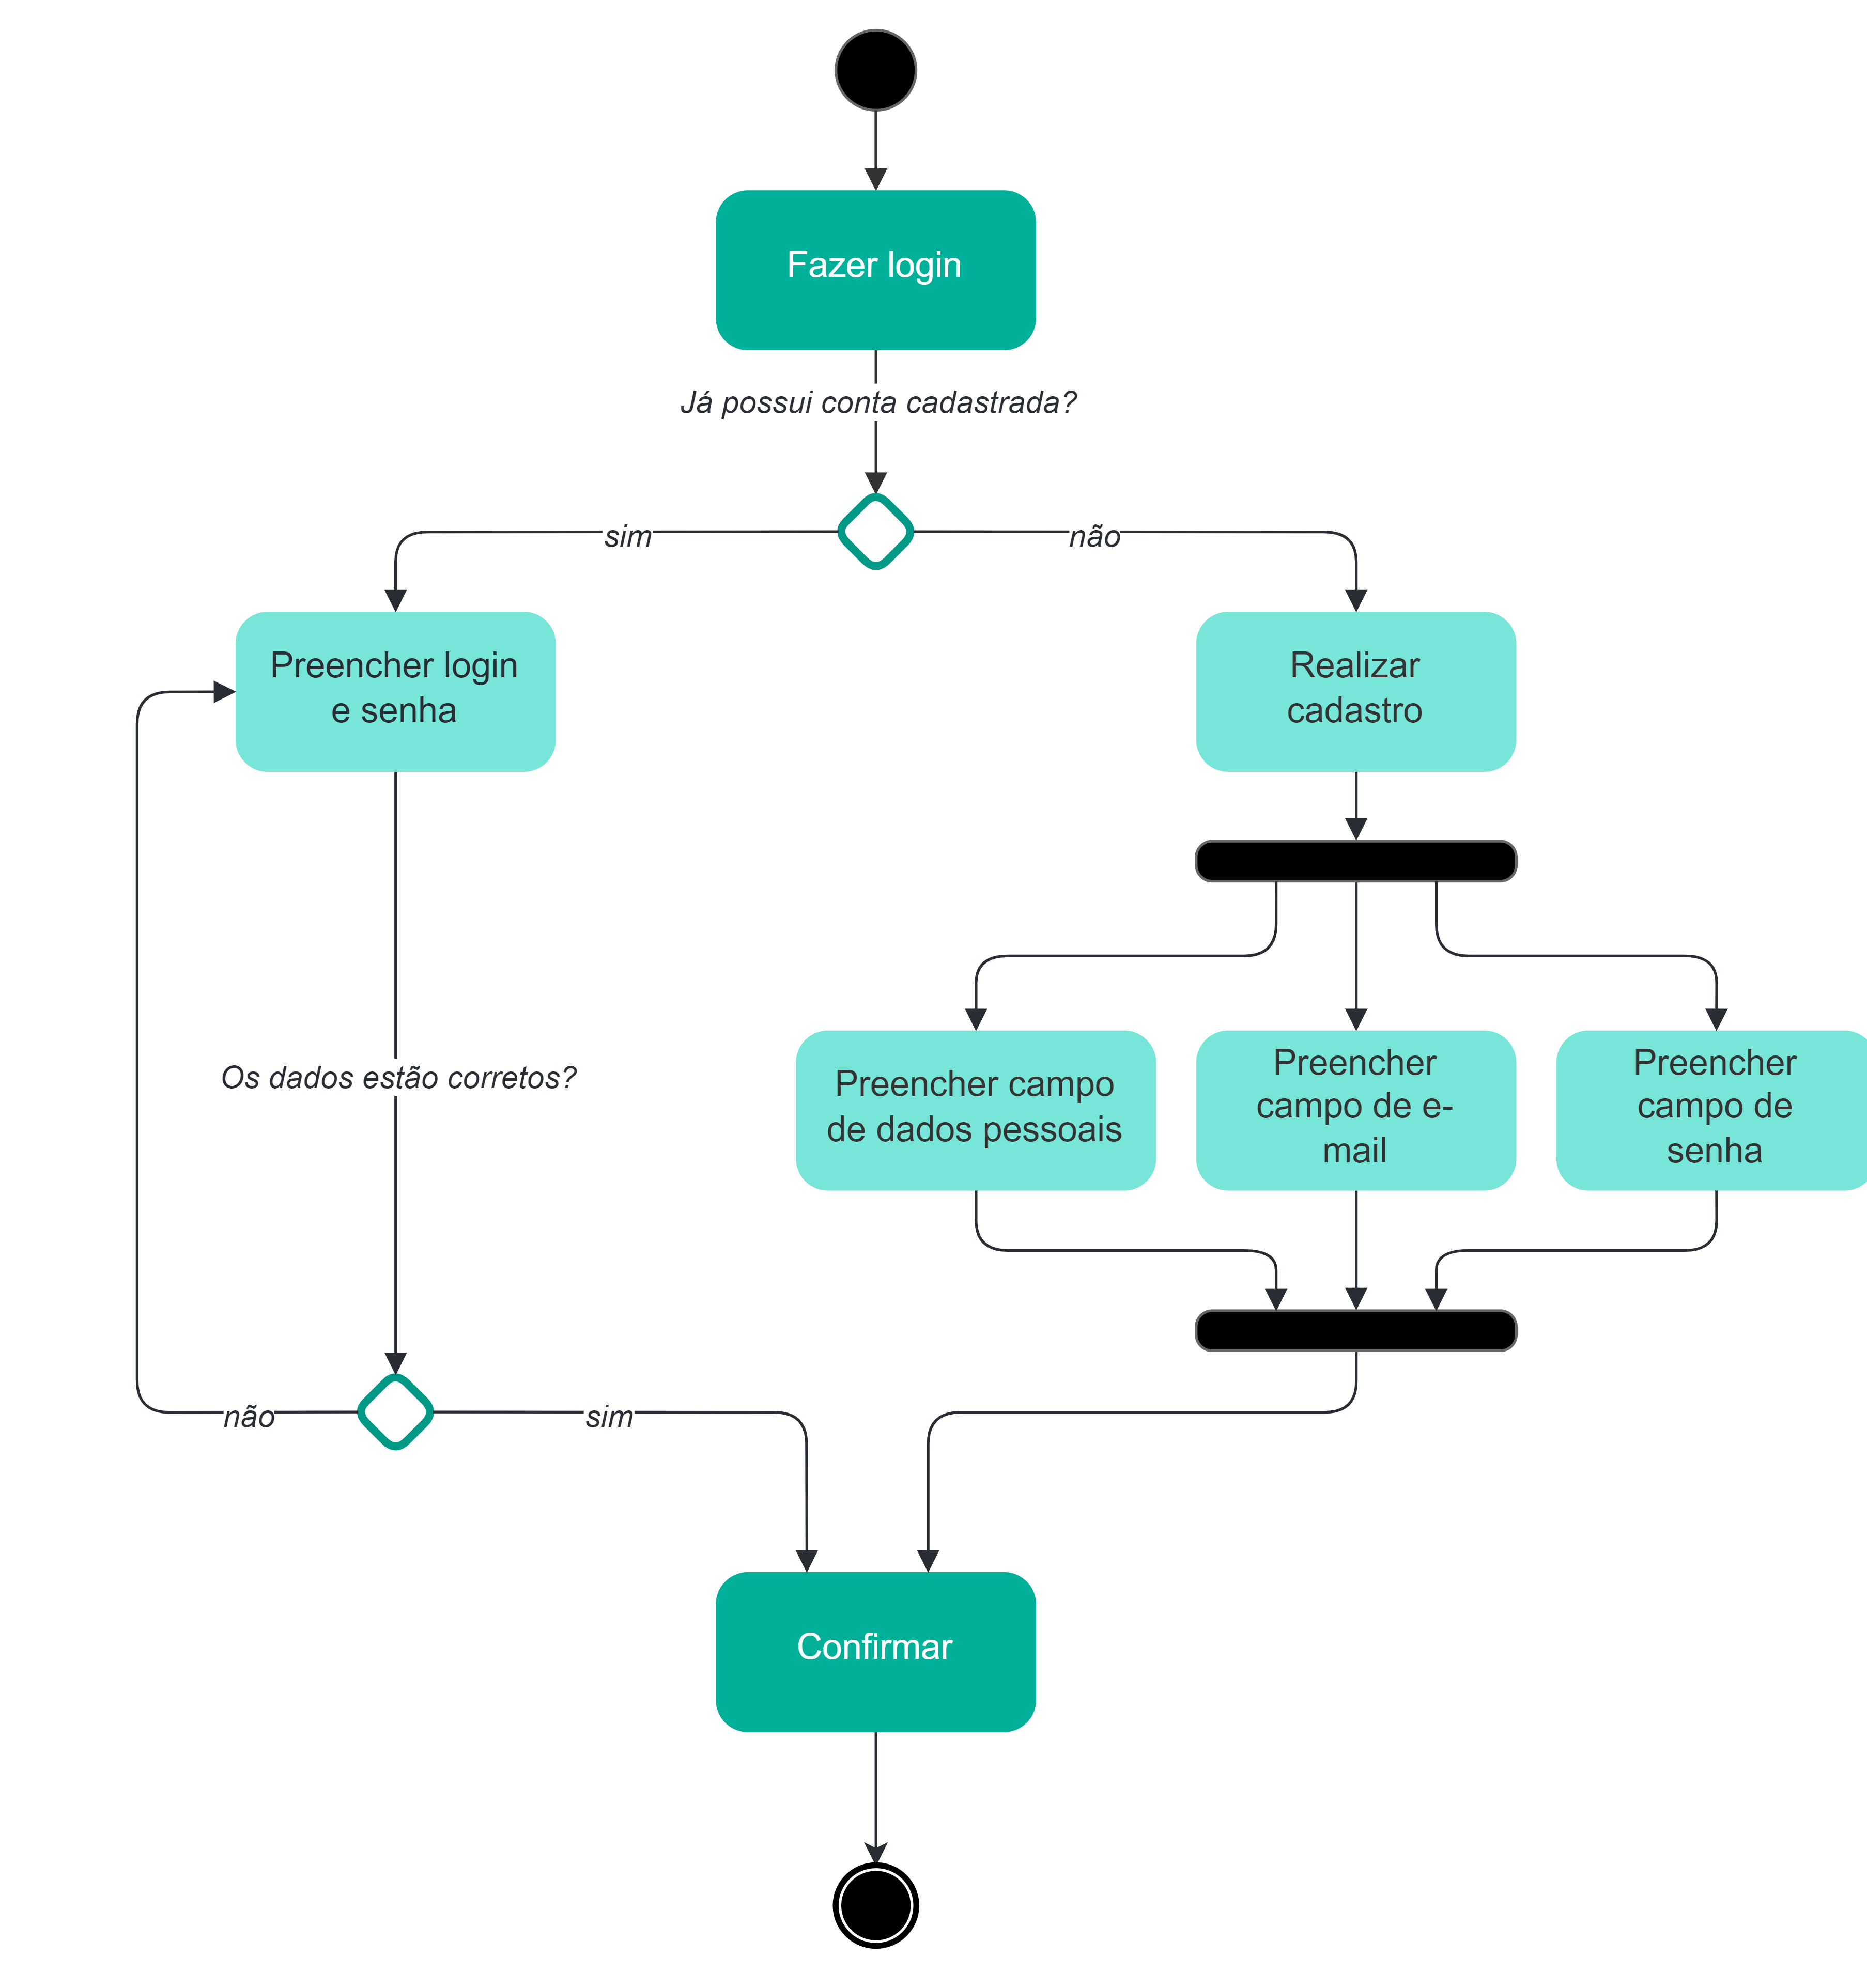 Fazer login
Já possui conta cadastrada?
sim
não
Preencher login
e senha
Realizar
cadastro
Os dados estão corretos?
Preencher campo
de dados pessoais
Preencher
campo de e-
mail
Preencher
campo de
senha
não
sim
Confirmar